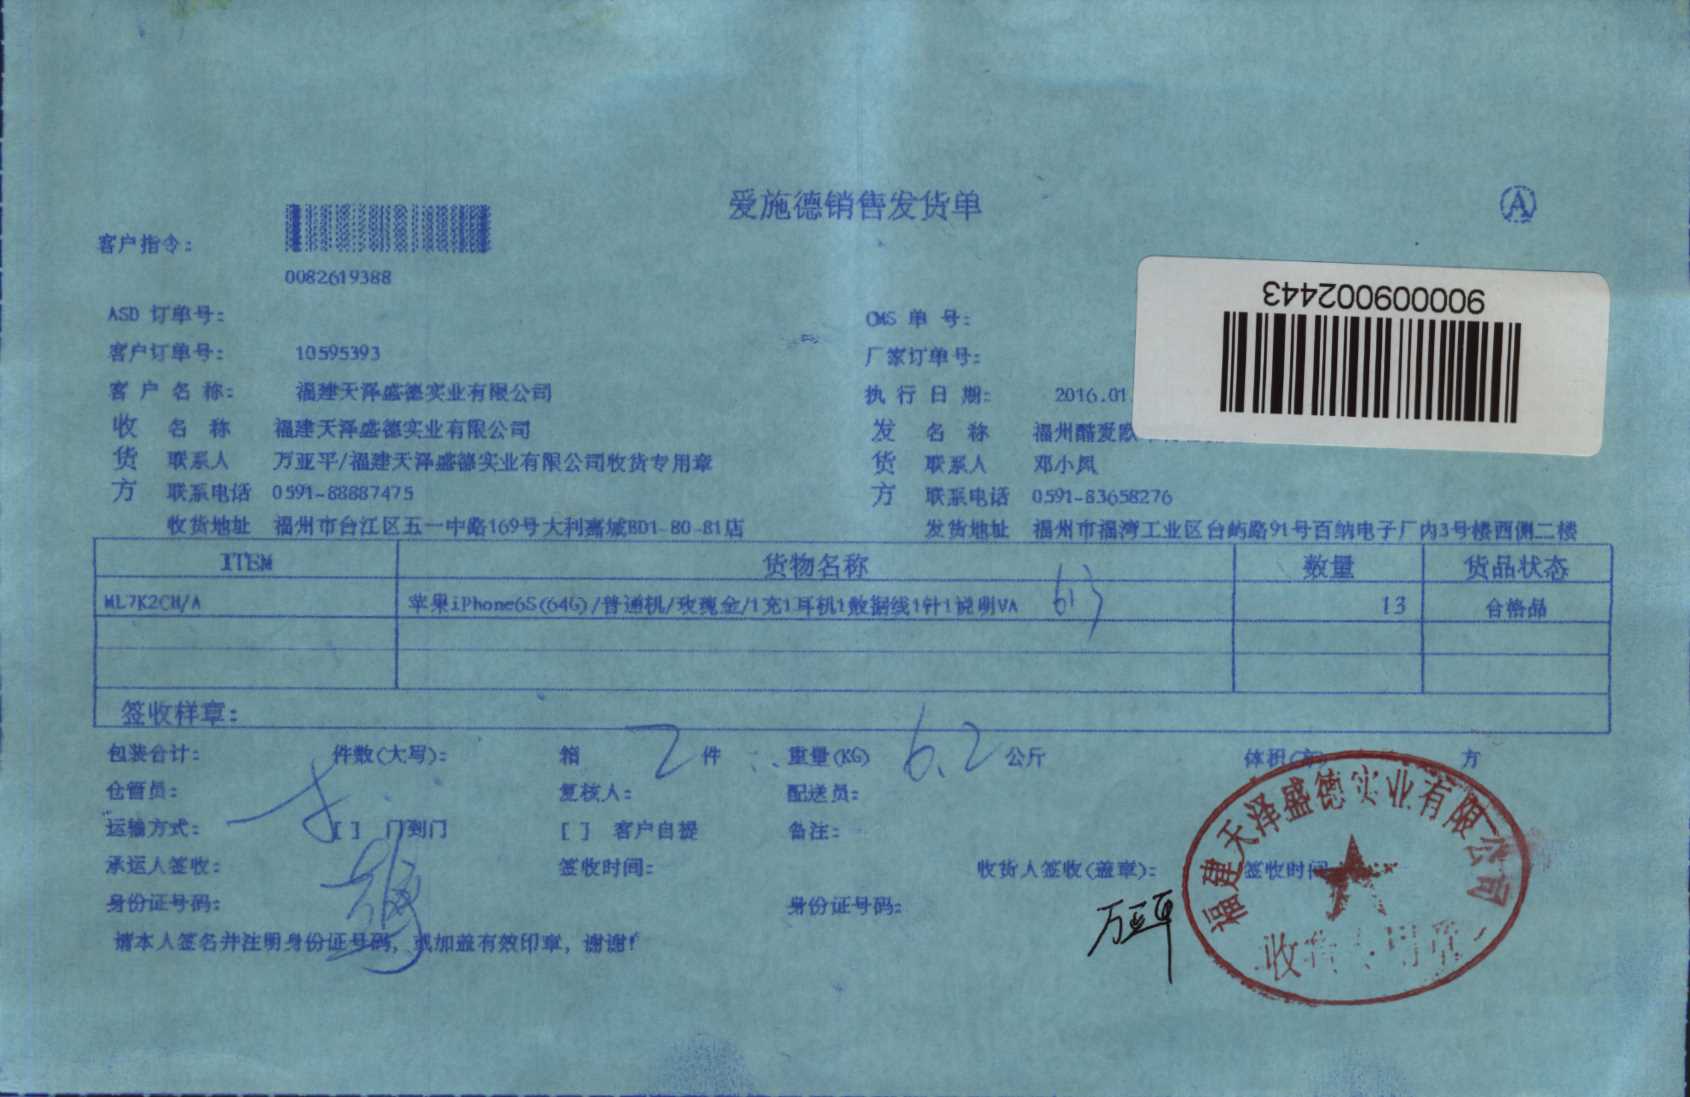 爱施德销售发货单
A
客户指令:
0082619388
900009002443
ASD 订单号:
CMS 单 号:
客户订单号: 10595393
厂家订单号:
客 户 名 称: 福建天泽盛德实业有限公司
执 行 日 期: 2016.01
收 名 称 福建天泽盛德实业有限公司
发 名 称 福州酷爱欧
货 联系人 万亚平/福建天泽盛德实业有限公司收货专用章
货 联系人 邓小凤
方 联系电话 0591-88887475
方 联系电话 0591-83658276
收货地址 福州市台江区五一中路169号大利嘉城BD1-80-81店
发货地址 福州市福湾工业区台屿路91号百纳电子厂内3号楼西侧二楼
ITEM 货物名称 数量 货品状态
ML7K2CH/A 苹果iPhone6S(64G)/普通机/玫瑰金/1充1耳机1数据线1针1说明VA 13 合格品
签收样章:
包装合计: 件数(大写): 箱 2 件 重量(KG) 6.2 公斤 体积(方) 方
仓管员: 复核人: 配送员:
运输方式: [ ] 门到门 [ ] 客户自提 备注:
承运人签收: 签收时间: 收货人签收(盖章): 签收时间
身份证号码: 身份证号码:
万亚平
请本人签名并注明身份证号码, 或加盖有效印章, 谢谢!
福建天泽盛德实业有限公司
收货专用章